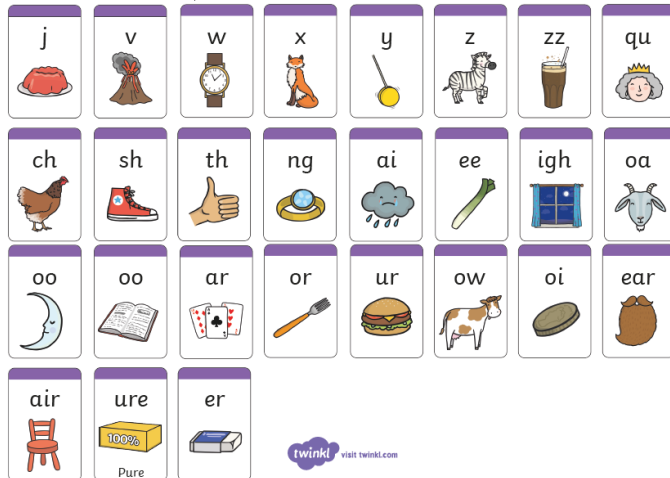 j v w x y z zz qu
ch sh th ng ai ee igh oa
oo oo ar or ur ow oi ear
air ure er
100%
Pure
twinkl visit twinkl.com